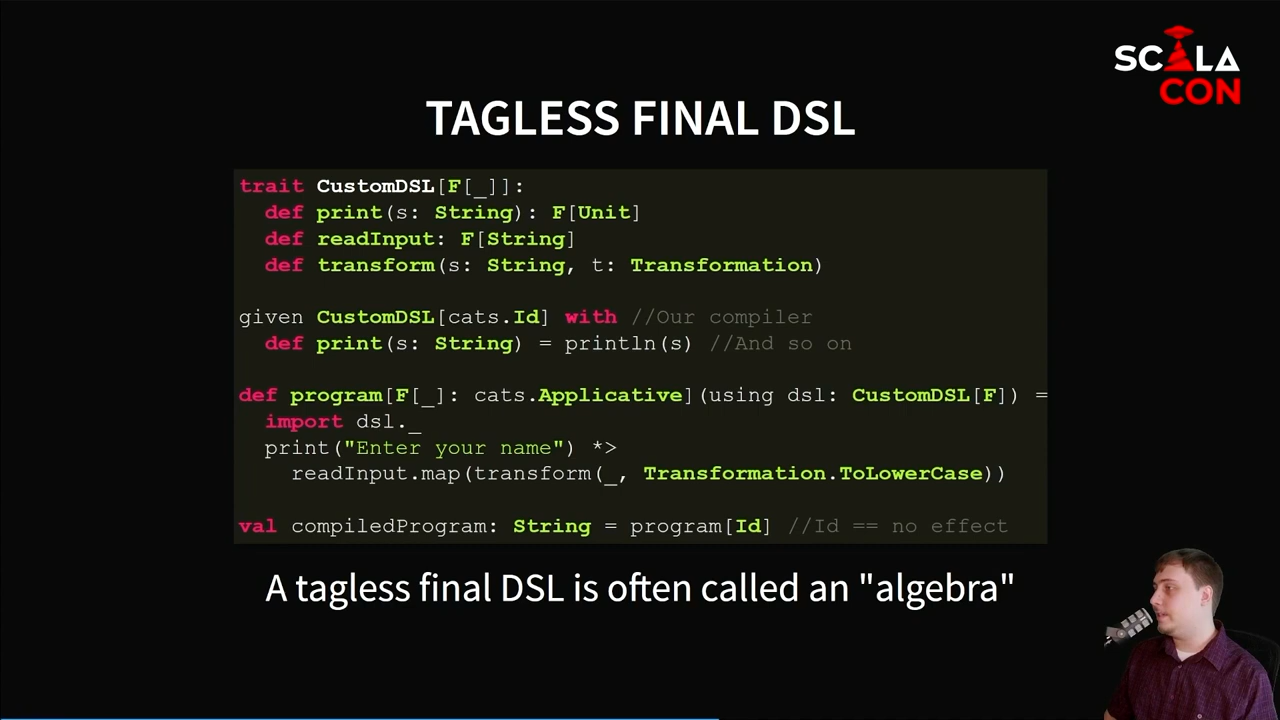 SCALA
CON
TAGLESS FINAL DSL
trait CustomDSL[F[_]]:
  def print(s: String): F[Unit]
  def readInput: F[String]
  def transform(s: String, t: Transformation)
given CustomDSL[cats.Id] with //Our compiler
  def print(s: String) = println(s) //And so on
def program[F[_]: cats.Applicative](using dsl: CustomDSL[F]) =
  import dsl._
  print("Enter your name") *>
    readInput.map(transform(_, Transformation.ToLowerCase))
val compiledProgram: String = program[Id] //Id == no effect
A tagless final DSL is often called an "algebra"